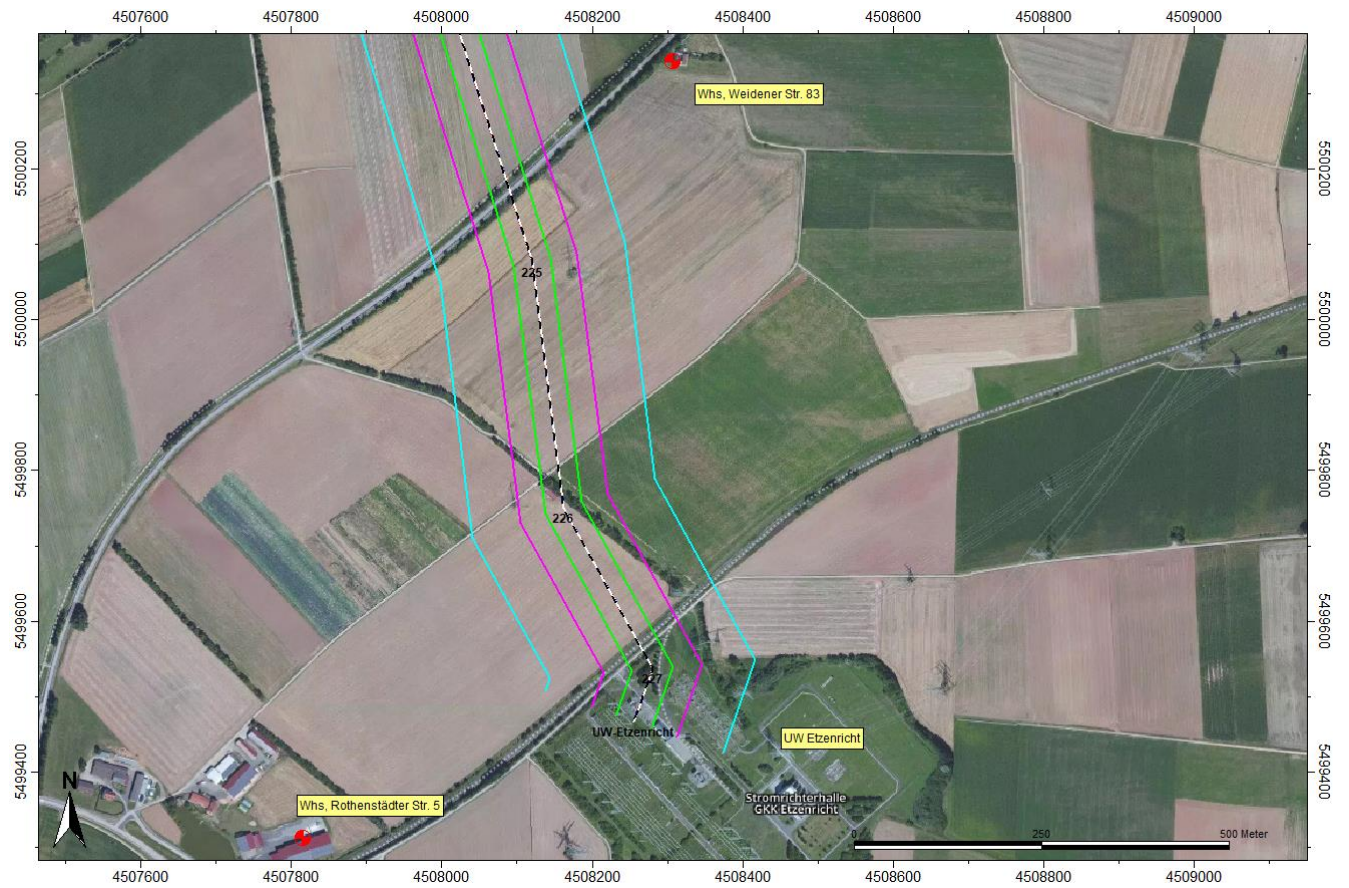 4507600 4507800 4508000 4508200 4508400 4508600 4508800 4509000
Whs, Weidener Str. 83
5500200 5500200
225
5500000 5500000
5499800 5499800
226
5499600 5499600
227
UW Etzenricht
UW Etzenricht
5499400 5499400
N
Stromrichterhalle
GKK Etzenricht
Whs, Rothenstädter Str. 5
0 250 500 Meter
4507600 4507800 4508000 4508200 4508400 4508600 4508800 4509000